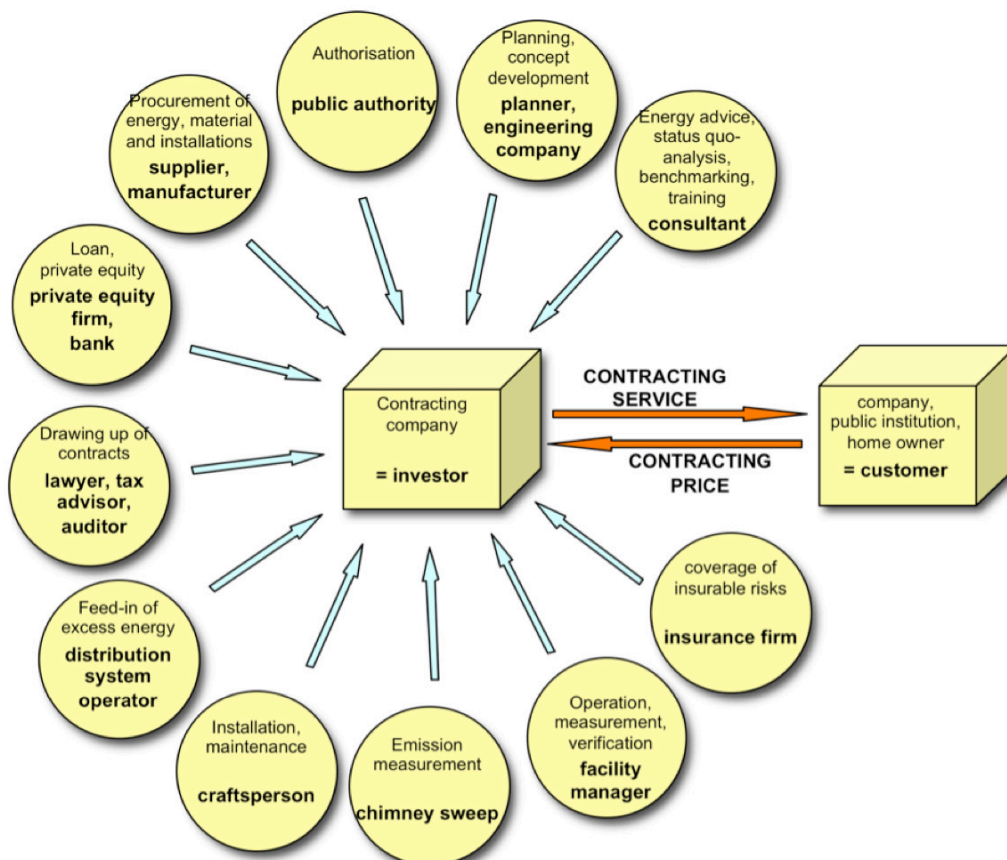 Authorisation
public authority
Planning,
concept
development
planner,
engineering
company
Procurement of
energy, material
and installations
supplier,
manufacturer
Energy advice,
status quo-
analysis,
benchmarking,
training
consultant
Loan,
private equity
private equity
firm,
bank
Contracting
company
= investor
CONTRACTING
SERVICE
CONTRACTING
PRICE
company,
public institution,
home owner
= customer
Drawing up of
contracts
lawyer, tax
advisor,
auditor
Feed-in of
excess energy
distribution
system
operator
Installation,
maintenance
craftsperson
Emission
measurement
chimney sweep
Operation,
measurement,
verification
facility
manager
coverage of
insurable risks
insurance firm